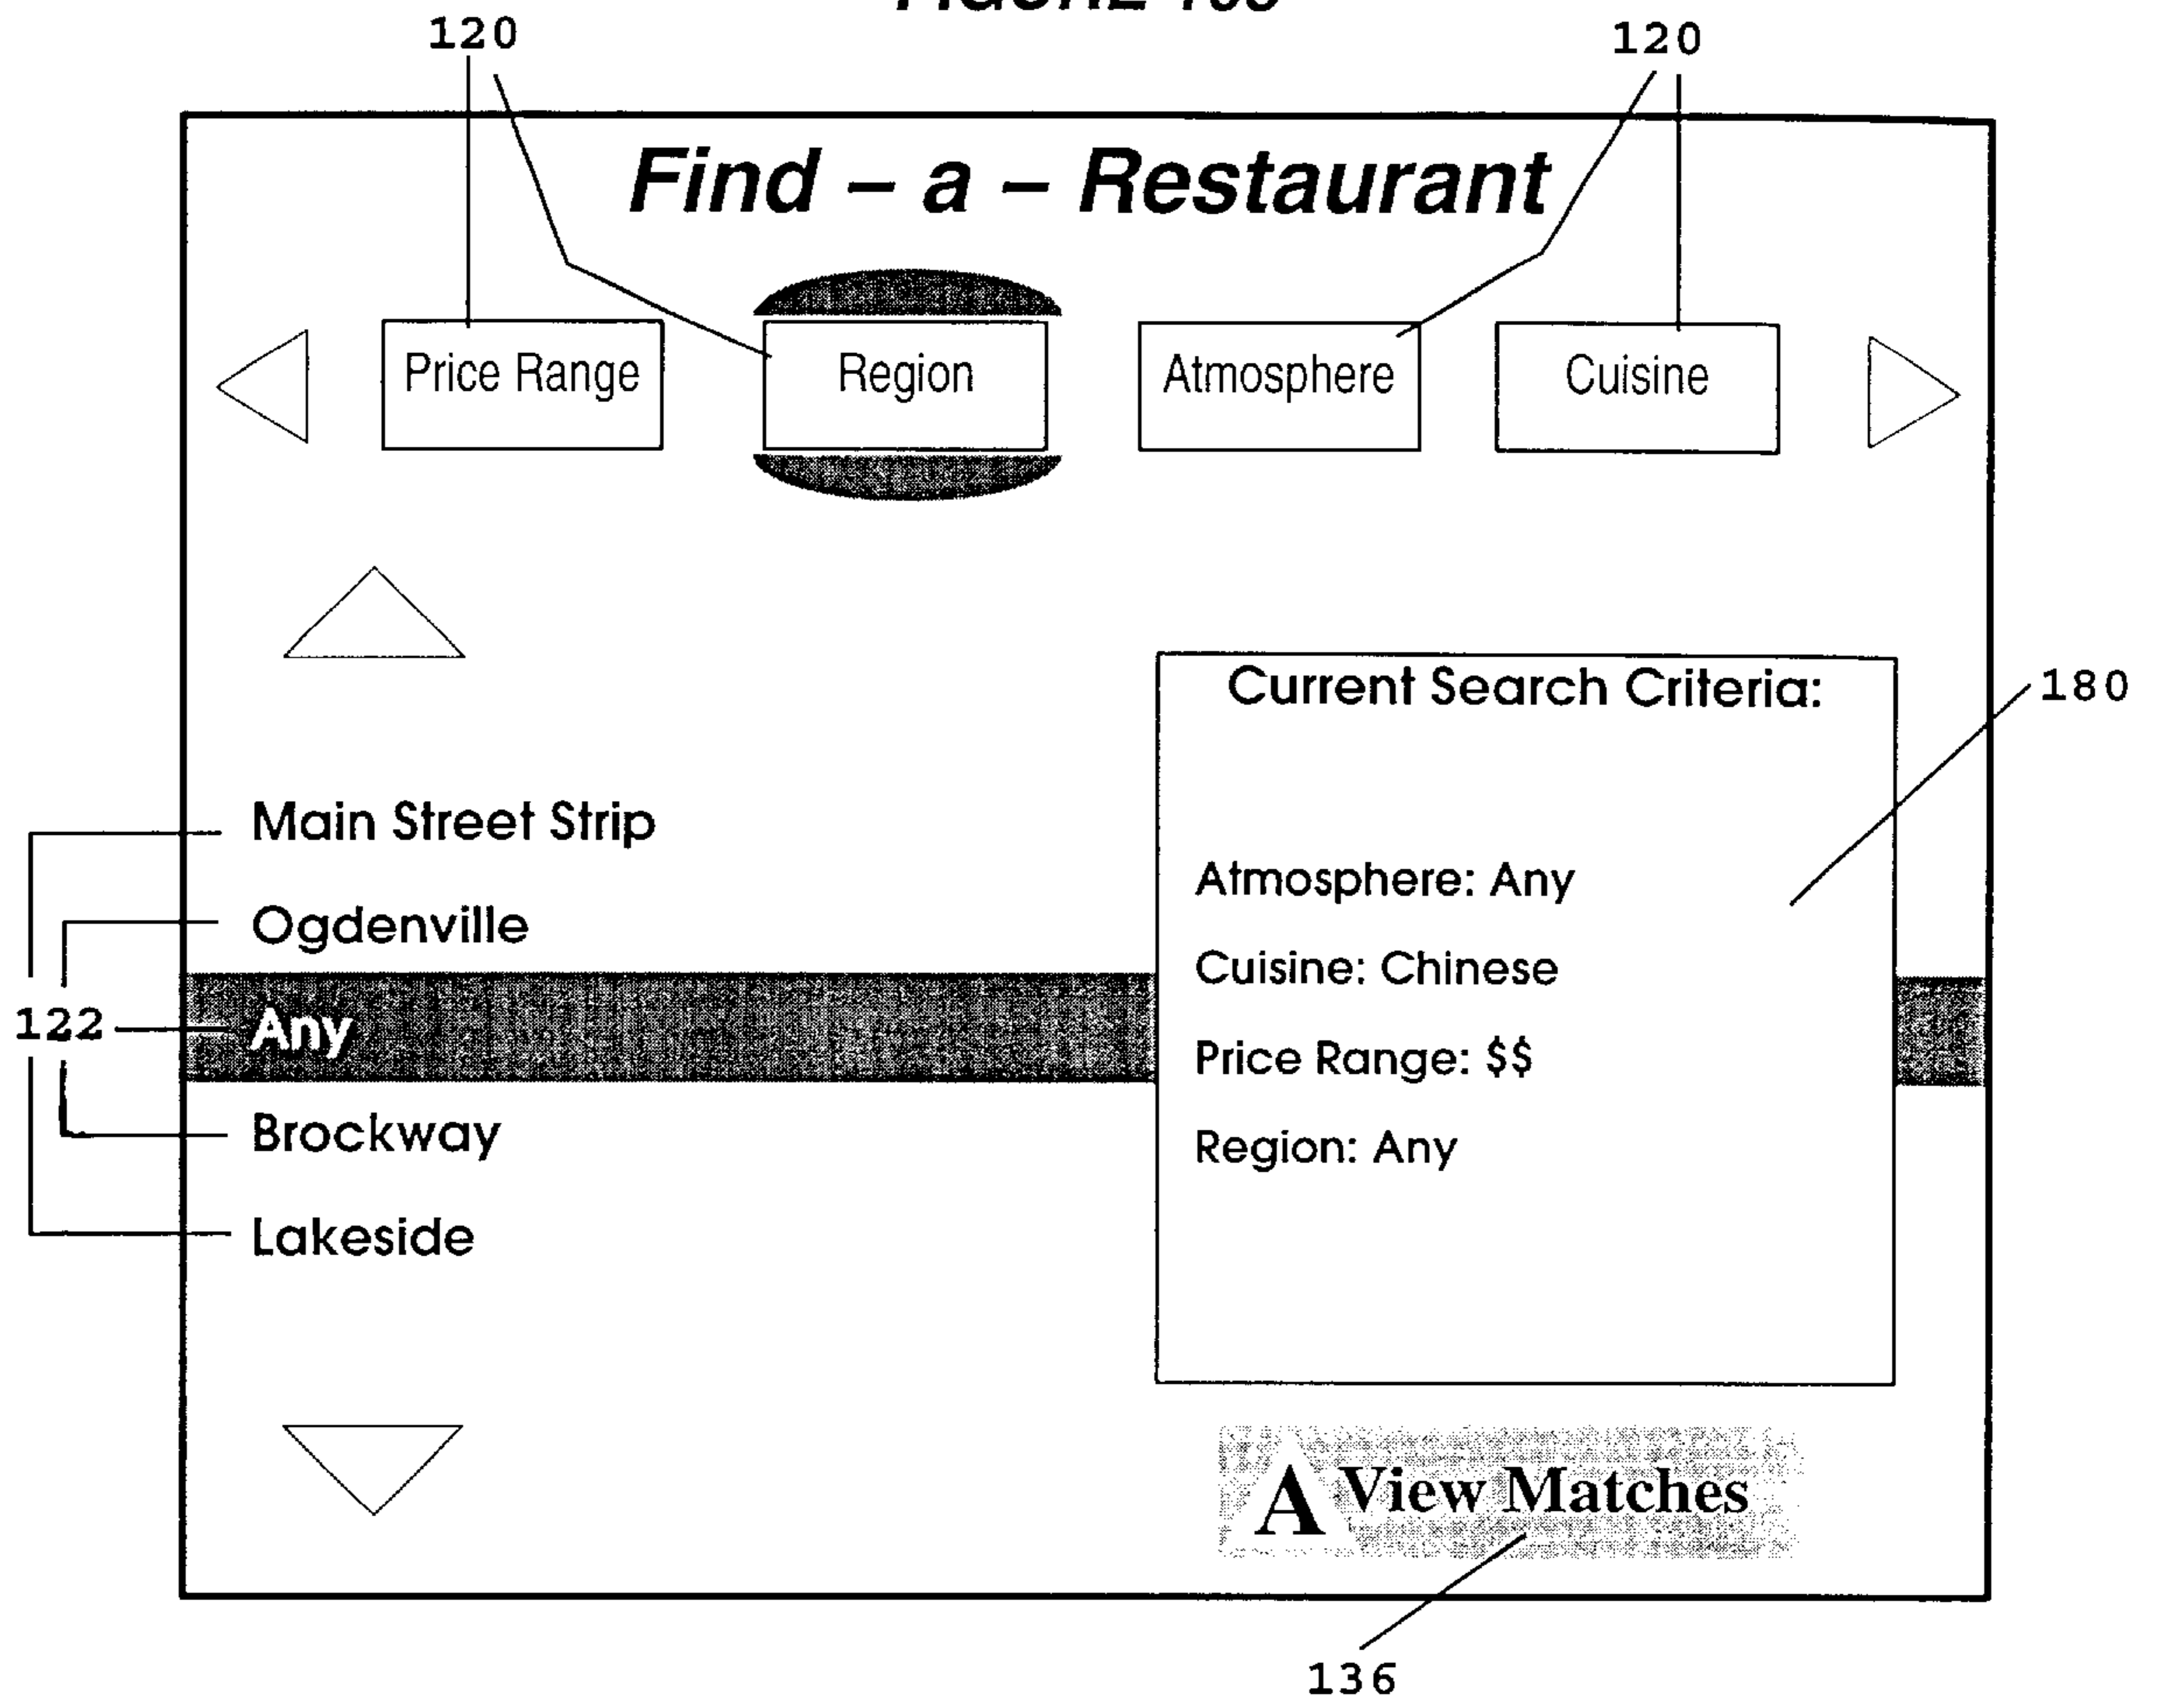 120
120
Find – a – Restaurant
Price Range
Region
Atmosphere
Cuisine
Current Search Criteria:
180
Main Street Strip
Atmosphere: Any
Ogdenville
Cuisine: Chinese
122
Any
Price Range: $$
Brockway
Region: Any
Lakeside
A View Matches
136